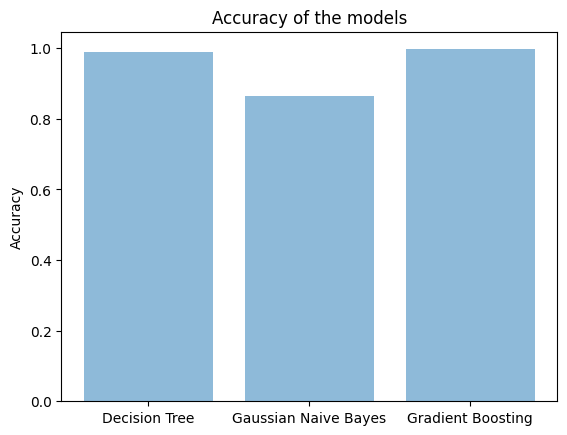 Accuracy of the models
Accuracy
1.0
0.8
0.6
0.4
0.2
0.0
Decision Tree
Gaussian Naive Bayes
Gradient Boosting